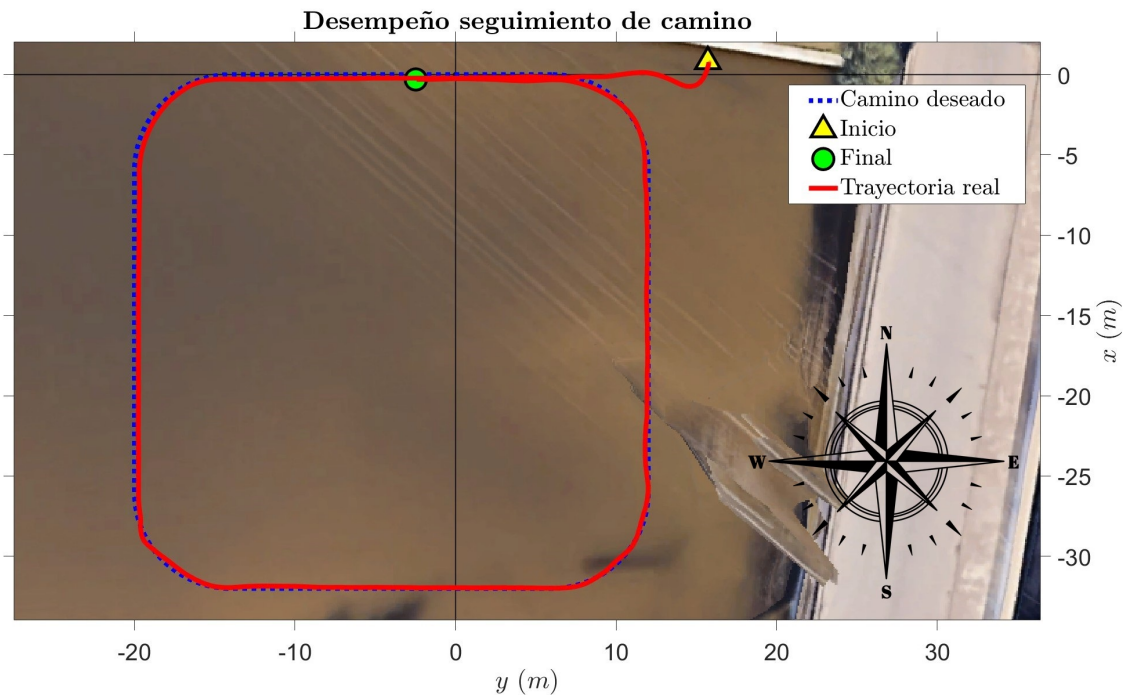 Desempeño seguimiento de camino
Camino deseado
Inicio
Final
Trayectoria real
0
-5
-10
-15
-20
-25
-30
x (m)
N
W
E
S
-20
-10
0
10
20
30
y (m)